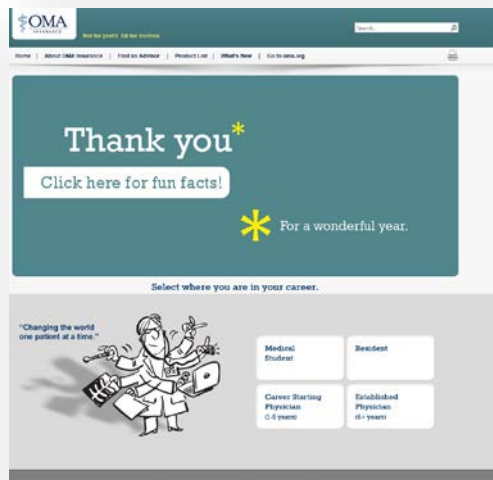 OMA
INSURANCE
Not for profit. All for doctors.
Search...
Home | About OMA Insurance | Find an Advisor | Product List | What's New | Go to oma.org
Thank you*
Click here for fun facts!
* For a wonderful year.
Select where you are in your career.
"Changing the world
one patient at a time."
Medical
Student
Resident
Career Starting
Physician
(1-5 years)
Established
Physician
(6+ years)